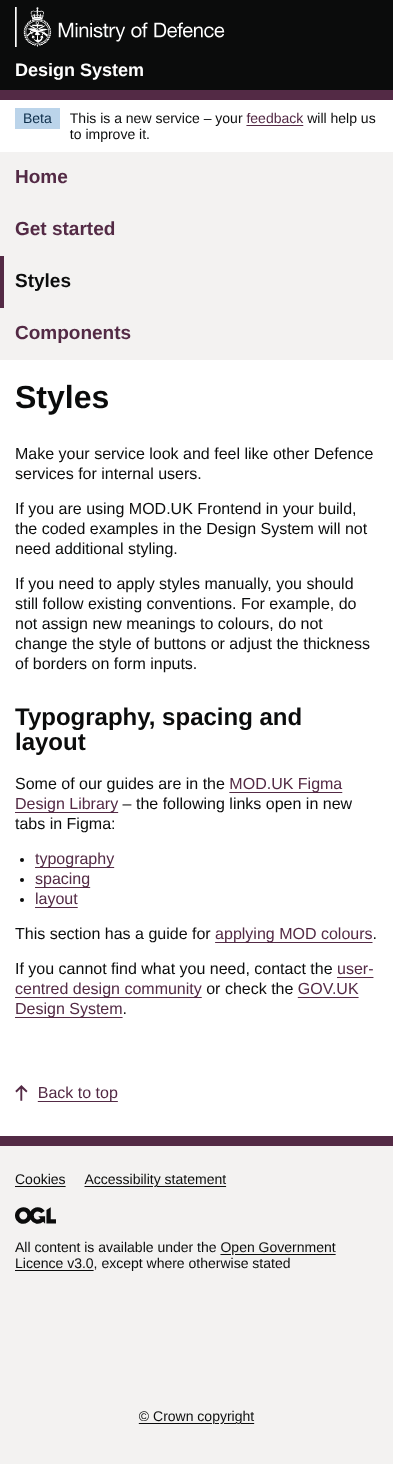 Ministry of Defence
Design System
Beta
This is a new service – your feedback will help us
to improve it.
Home
Get started
Styles
Components
Styles
Make your service look and feel like other Defence
services for internal users.
If you are using MOD.UK Frontend in your build,
the coded examples in the Design System will not
need additional styling.
If you need to apply styles manually, you should
still follow existing conventions. For example, do
not assign new meanings to colours, do not
change the style of buttons or adjust the thickness
of borders on form inputs.
Typography, spacing and
layout
Some of our guides are in the MOD.UK Figma
Design Library – the following links open in new
tabs in Figma:
• typography
• spacing
• layout
This section has a guide for applying MOD colours.
If you cannot find what you need, contact the user-
centred design community or check the GOV.UK
Design System.
↑ Back to top
Cookies Accessibility statement
OGL
All content is available under the Open Government
Licence v3.0, except where otherwise stated
© Crown copyright